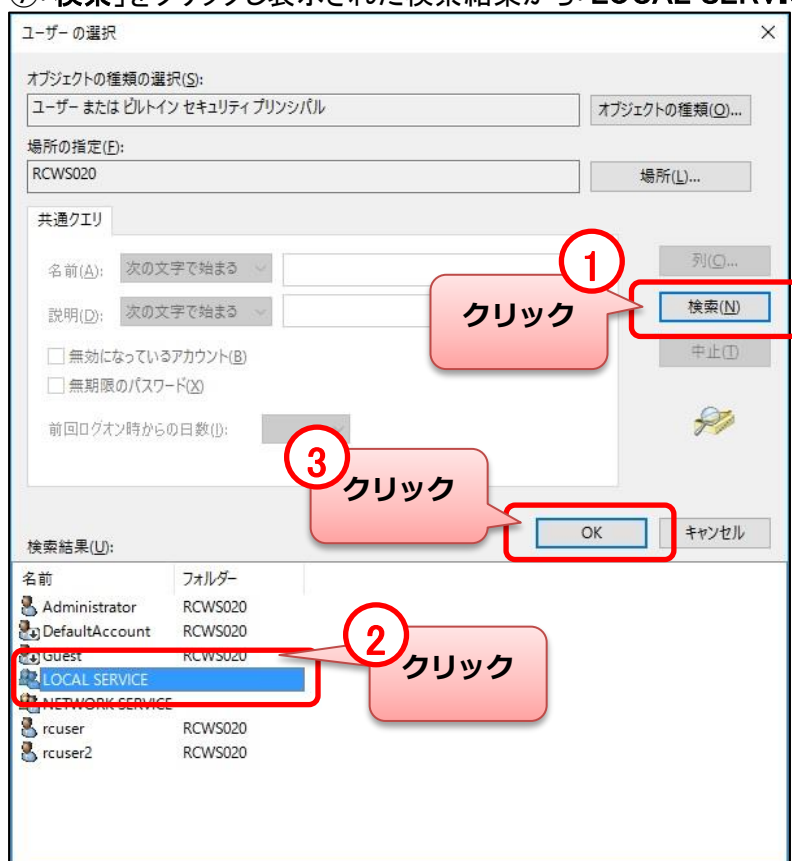 ⑦「検索」をクリックし表示された検索結果から「LOCAL SERVI
ユーザー の選択
オブジェクトの種類の選択(S):
ユーザー または ビルトイン セキュリティ プリンシパル
オブジェクトの種類(O)...
場所の指定(F):
RCWS020
場所(L)...
共通クエリ
名前(A): 次の文字で始まる
列(C)...
説明(D): 次の文字で始まる
検索(N)
1
クリック
無効になっているアカウント(B)
中止(T)
無期限のパスワード(X)
前回ログオン時からの日数(I):
3
クリック
OK
キャンセル
検索結果(U):
名前 フォルダー
Administrator RCWS020
DefaultAccount RCWS020
Guest RCWS020
LOCAL SERVICE
NETWORK SERVICE
2
クリック
rcuser RCWS020
rcuser2 RCWS020